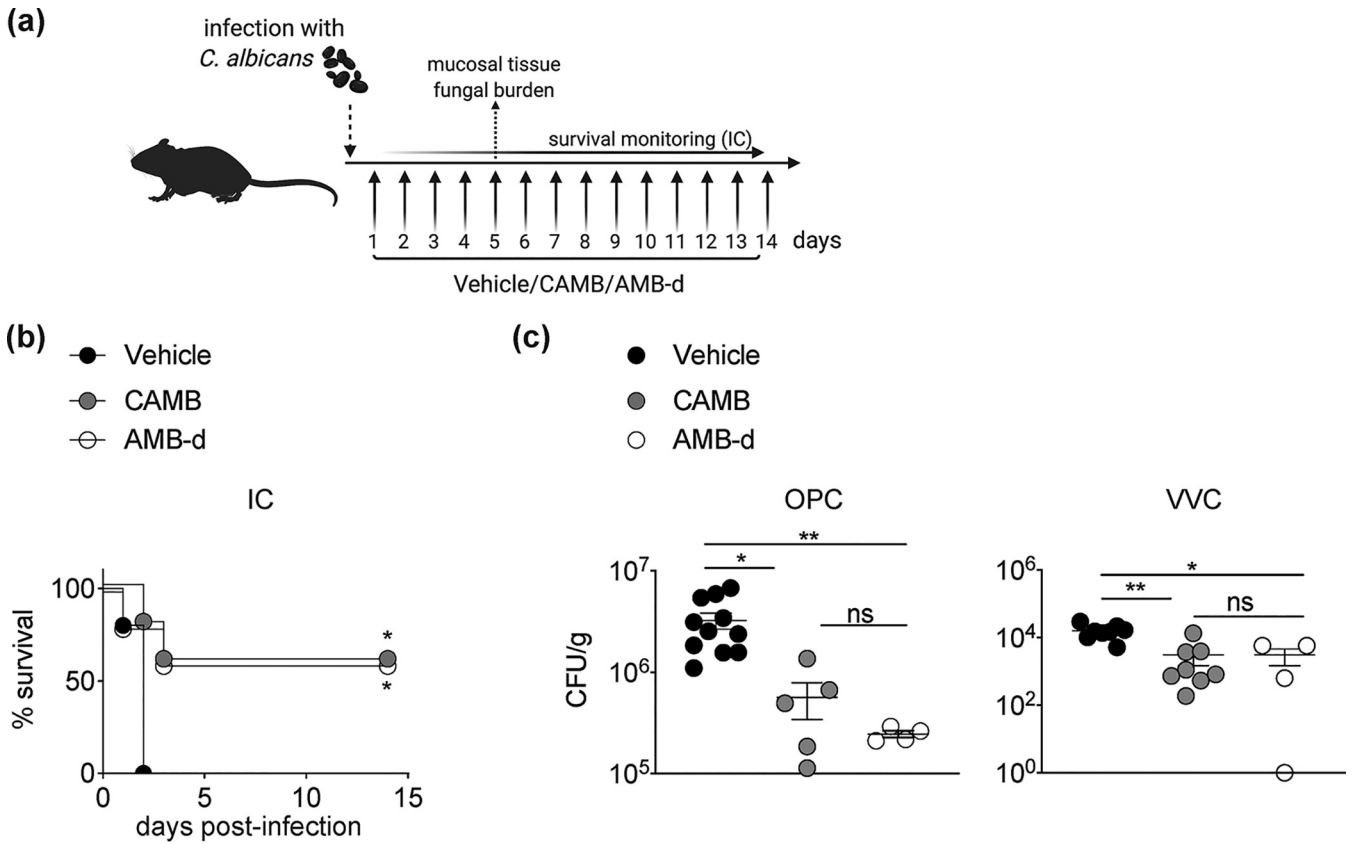 (a)
infection with
C. albicans
mucosal tissue
fungal burden
survival monitoring (IC)
1 2 3 4 5 6 7 8 9 10 11 12 13 14 days
Vehicle/CAMB/AMB-d
(b)
Vehicle
CAMB
AMB-d
IC
% survival
100
50
0
*
*
0 5 10 15
days post-infection
(c)
Vehicle
CAMB
AMB-d
OPC
CFU/g
10⁷
10⁶
10⁵
**
*
ns
VVC
10⁶
10⁴
10²
10⁰
*
**
ns